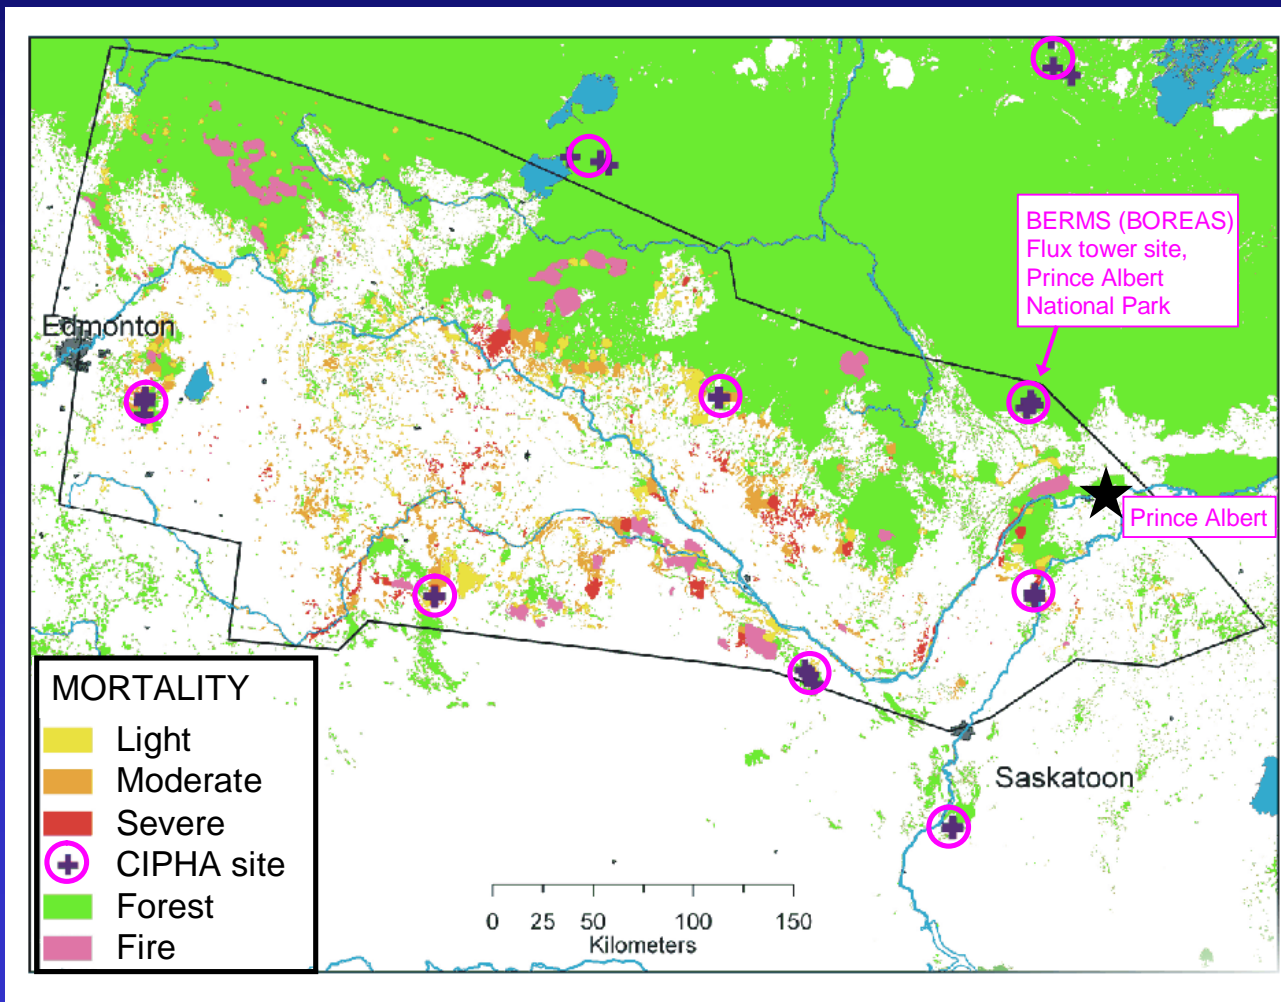 BERMS (BOREAS)
Flux tower site,
Prince Albert
National Park
Edmonton
Prince Albert
MORTALITY
Light
Moderate
Severe
CIPHA site
Forest
Fire
Saskatoon
0 25 50 100 150
Kilometers